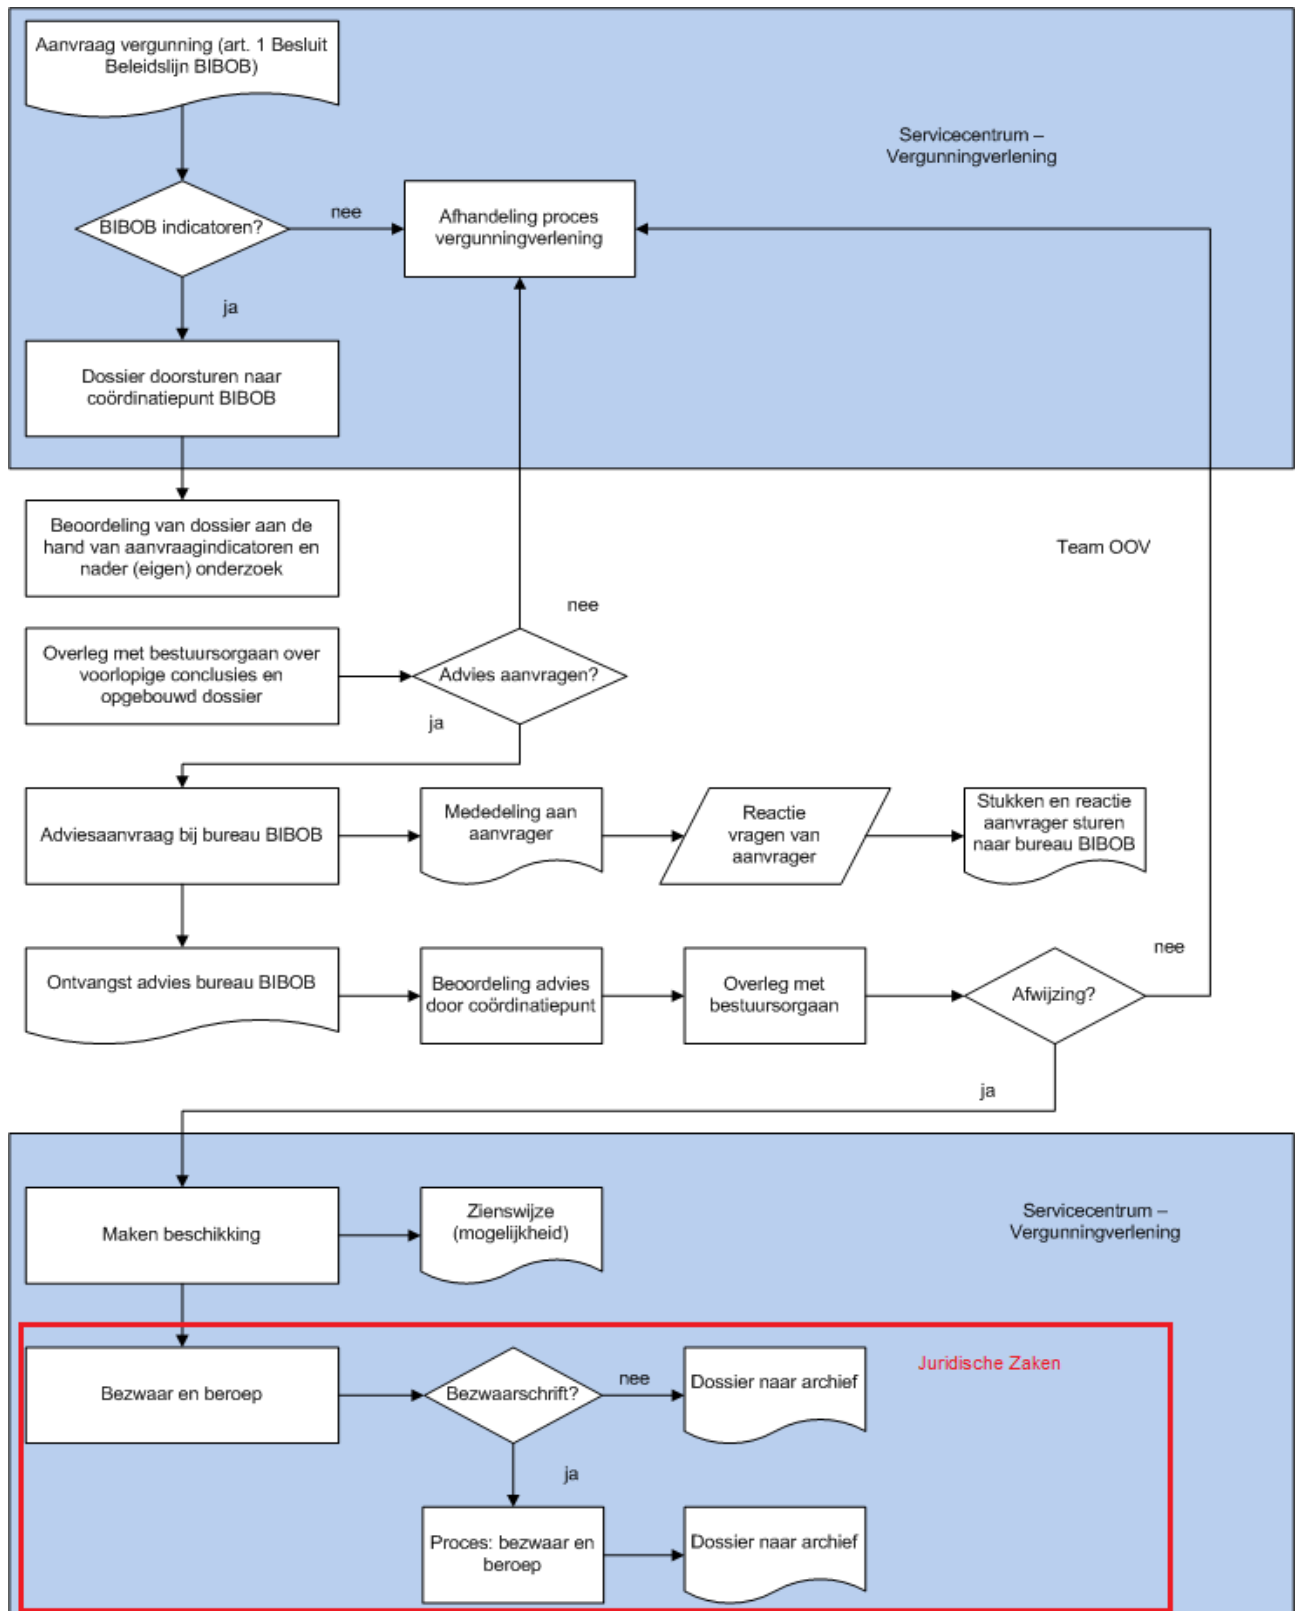 Aanvraag vergunning (art. 1 Besluit
Beleidslijn BIBOB)
Servicecentrum –
Vergunningverlening
BIBOB indicatoren?
nee
Afhandeling proces
vergunningverlening
ja
Dossier doorsturen naar
coördinatiepunt BIBOB
Beoordeling van dossier aan de
hand van aanvraagindicatoren en
nader (eigen) onderzoek
Team OOV
nee
Overleg met bestuursorgaan over
voorlopige conclusies en
opgebouwd dossier
Advies aanvragen?
ja
Adviesaanvraag bij bureau BIBOB
Mededeling aan
aanvrager
Reactie
vragen van
aanvrager
Stukken en reactie
aanvrager sturen
naar bureau BIBOB
Ontvangst advies bureau BIBOB
Beoordeling advies
door coördinatiepunt
Overleg met
bestuursorgaan
Afwijzing?
nee
ja
Maken beschikking
Zienswijze
(mogelijkheid)
Servicecentrum –
Vergunningverlening
Juridische Zaken
Bezwaar en beroep
Bezwaarschrift?
nee
Dossier naar archief
ja
Proces: bezwaar en
beroep
Dossier naar archief